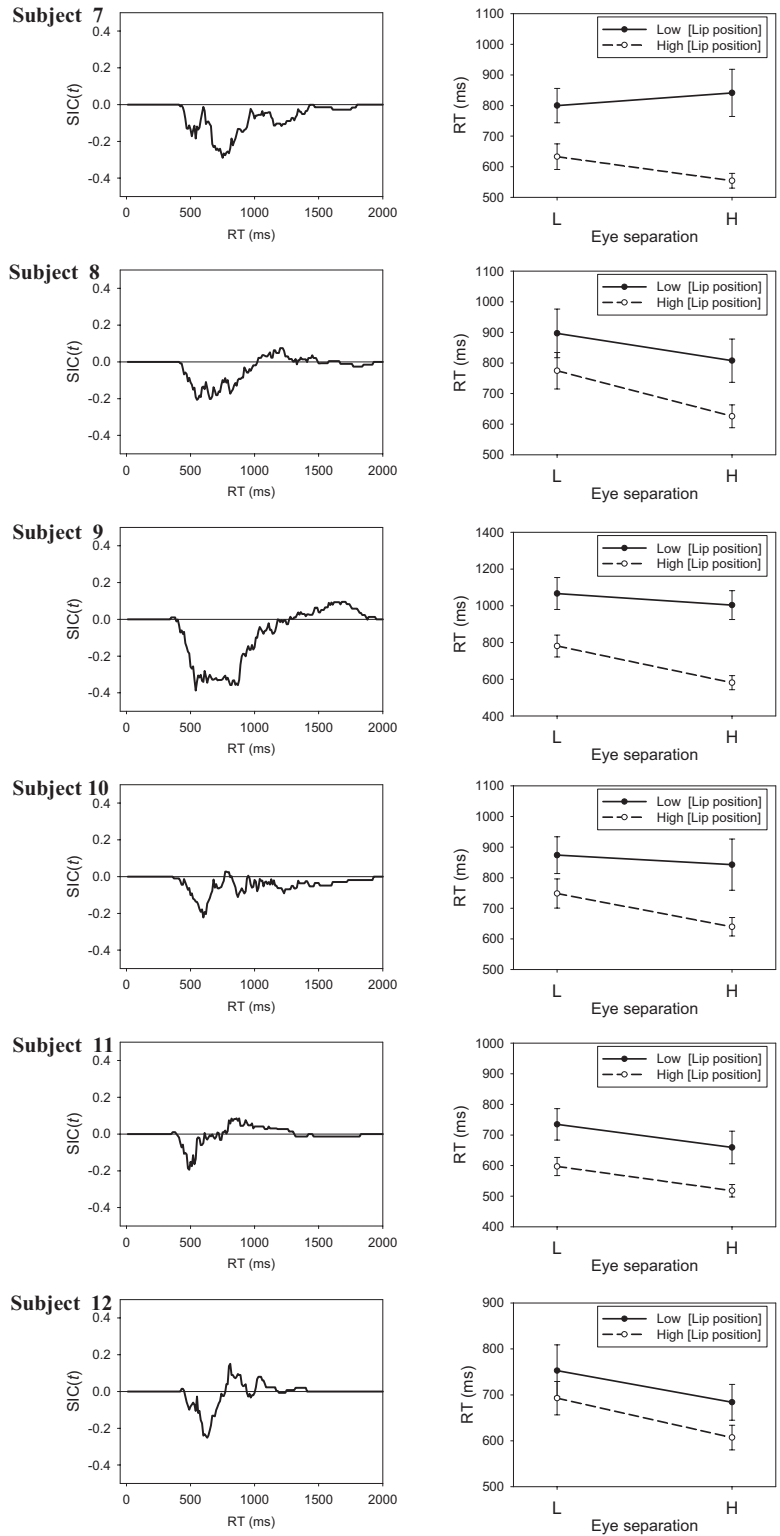 Subject 7
0.4
0.2
0.0
-0.2
-0.4
SIC(t)
0 500 1000 1500 2000
RT (ms)
1100
1000
900
800
700
600
500
RT (ms)
Low [Lip position]
High [Lip position]
L H
Eye separation
Subject 8
0.4
0.2
0.0
-0.2
-0.4
SIC(t)
0 500 1000 1500 2000
RT (ms)
1100
1000
900
800
700
600
500
RT (ms)
Low [Lip position]
High [Lip position]
L H
Eye separation
Subject 9
0.4
0.2
0.0
-0.2
-0.4
SIC(t)
0 500 1000 1500 2000
RT (ms)
1400
1200
1000
800
600
400
RT (ms)
Low [Lip position]
High [Lip position]
L H
Eye separation
Subject 10
0.4
0.2
0.0
-0.2
-0.4
SIC(t)
0 500 1000 1500 2000
RT (ms)
1100
1000
900
800
700
600
500
RT (ms)
Low [Lip position]
High [Lip position]
L H
Eye separation
Subject 11
0.4
0.2
0.0
-0.2
-0.4
SIC(t)
0 500 1000 1500 2000
RT (ms)
1000
900
800
700
600
500
400
RT (ms)
Low [Lip position]
High [Lip position]
L H
Eye separation
Subject 12
0.4
0.2
0.0
-0.2
-0.4
SIC(t)
0 500 1000 1500 2000
RT (ms)
900
800
700
600
500
RT (ms)
Low [Lip position]
High [Lip position]
L H
Eye separation